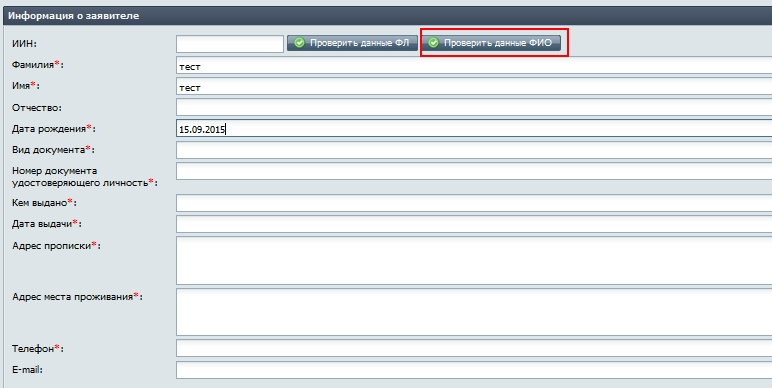 Информация о заявителе
ИИН: Проверить данные ФЛ Проверить данные ФИО
Фамилия*: тест
Имя*: тест
Отчество:
Дата рождения*: 15.09.2015
Вид документа*:
Номер документа
удостоверяющего личность*:
Кем выдано*:
Дата выдачи*:
Адрес прописки*:
Адрес места проживания*:
Телефон*:
E-mail: